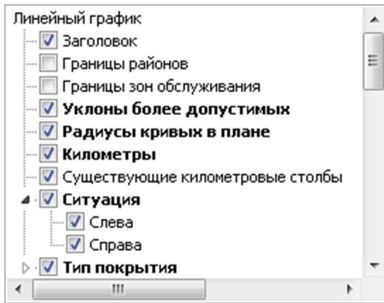 Линейный график
Заголовок
Границы районов
Границы зон обслуживания
Уклоны более допустимых
Радиусы кривых в плане
Километры
Существующие километровые столбы
Ситуация
Слева
Справа
Тип покрытия